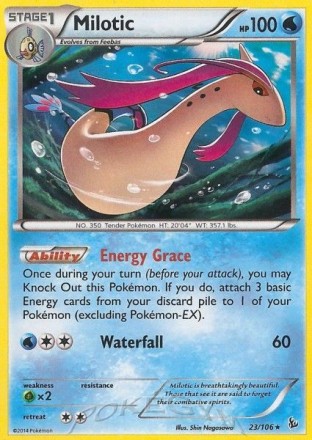 STAGE1
Milotic
HP100
Evolves from Feebas
NO. 350 Tender Pokémon HT: 20'04" WT: 357.1 lbs.
Ability Energy Grace
Once during your turn (before your attack), you may
Knock Out this Pokémon. If you do, attach 3 basic
Energy cards from your discard pile to 1 of your
Pokémon (excluding Pokémon-EX).
Waterfall 60
weakness resistance
×2
retreat
Milotic is breathtakingly beautiful.
Those that see it are said to forget
their combative spirits.
©2014 Pokémon
Illus. Shin Nagasawa 23/106 ★